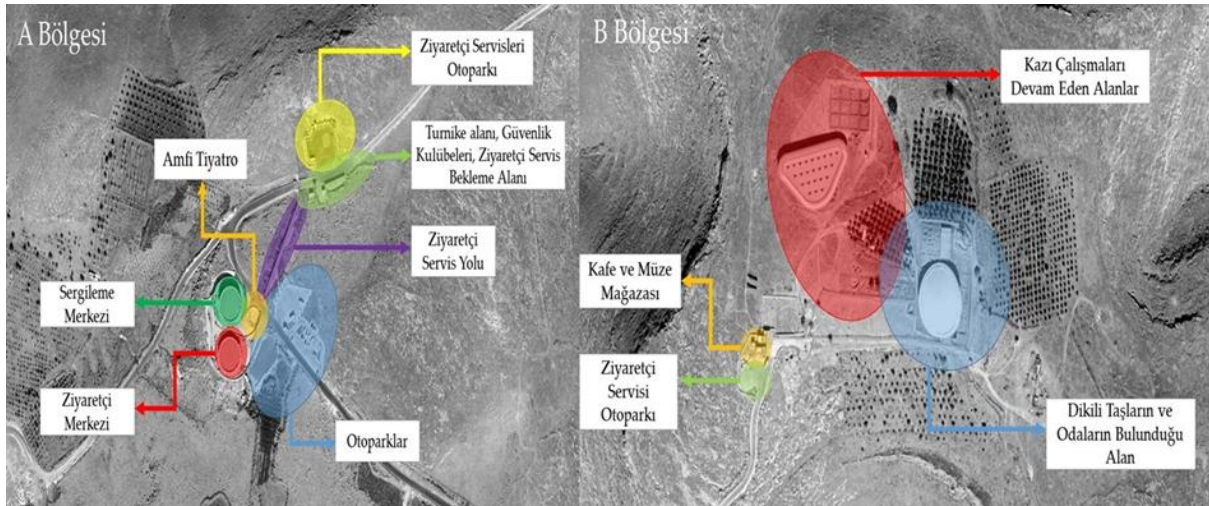 A Bölgesi
Ziyaretçi Servisleri
Otoparkı
Turnike alanı, Güvenlik
Kulübeleri, Ziyaretçi Servis
Bekleme Alanı
Amfi Tiyatro
Ziyaretçi
Servis Yolu
Sergileme
Merkezi
Ziyaretçi
Merkezi
Otoparklar
B Bölgesi
Kazı Çalışmaları
Devam Eden Alanlar
Kafe ve Müze
Mağazası
Ziyaretçi
Servisi
Otoparkı
Dikili Taşların ve
Odaların Bulunduğu
Alan